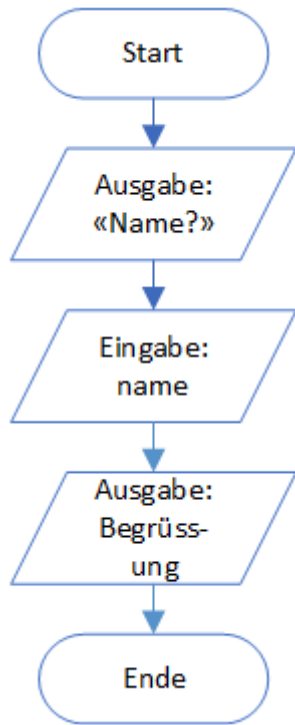 Start
Ausgabe:
«Name?»
Eingabe:
name
Ausgabe:
Begrüss-
ung
Ende